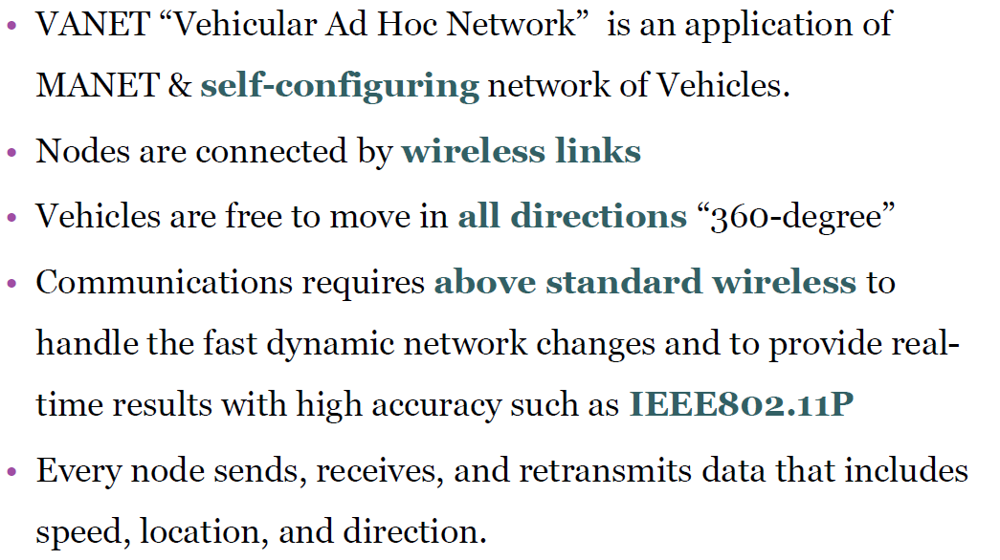 • VANET “Vehicular Ad Hoc Network”  is an application of
MANET & self-configuring network of Vehicles.
• Nodes are connected by wireless links
• Vehicles are free to move in all directions “360-degree”
• Communications requires above standard wireless to
handle the fast dynamic network changes and to provide real-
time results with high accuracy such as IEEE802.11P
• Every node sends, receives, and retransmits data that includes
speed, location, and direction.